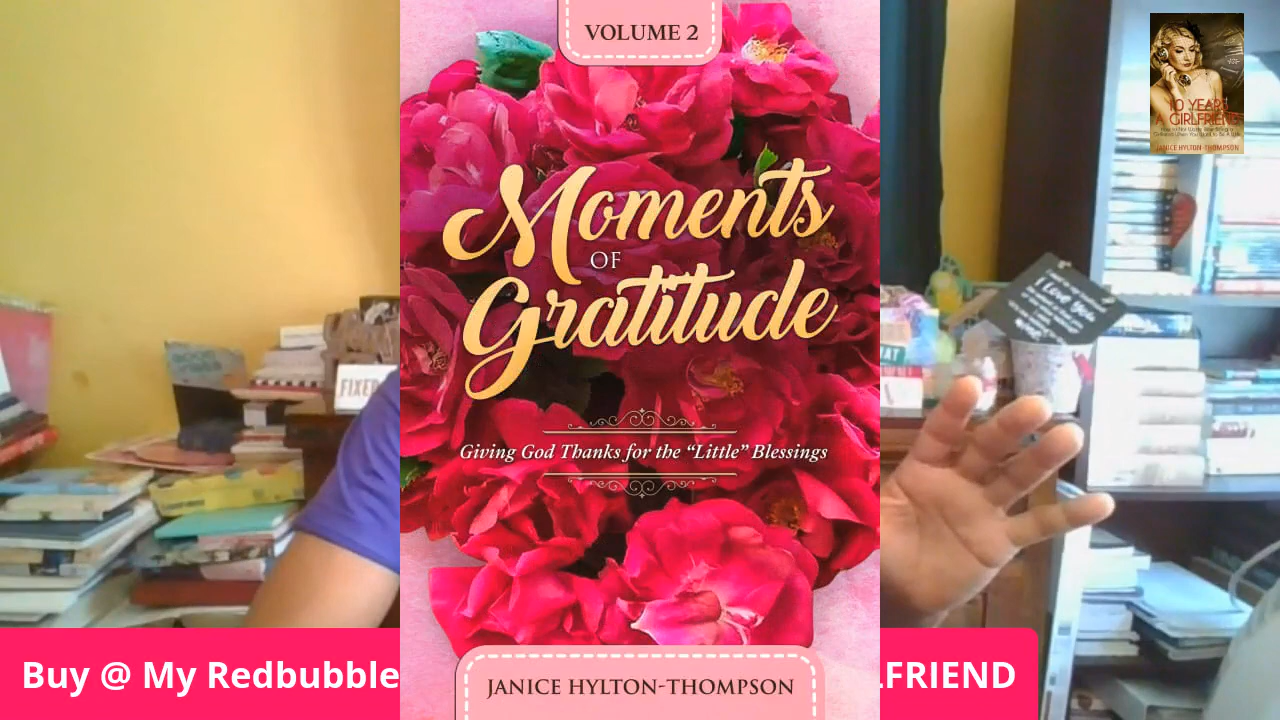 VOLUME 2
Moments
OF
Gratitude
Giving God Thanks for the “Little” Blessings
JANICE HYLTON-THOMPSON
10 YEARS
A GIRLFRIEND
JANICE HYLTON-THOMPSON
I Love You
FIXED
Buy @ My Redbubble
LFRIEND